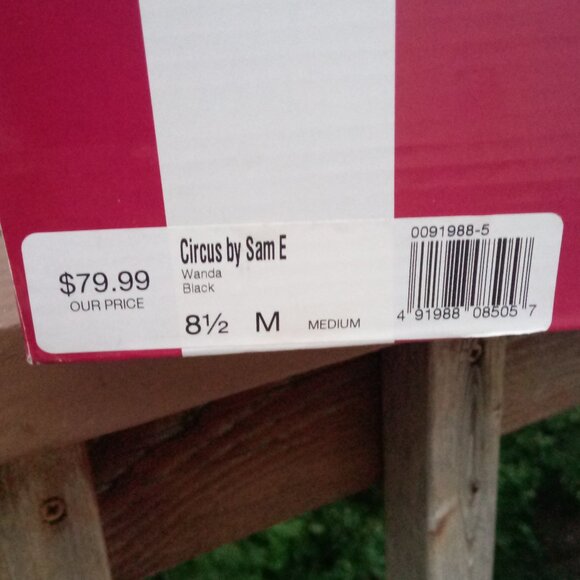 $79.99
OUR PRICE
Circus by Sam E
Wanda
Black
8½ M MEDIUM
0091988-5
4 91988 08505 7